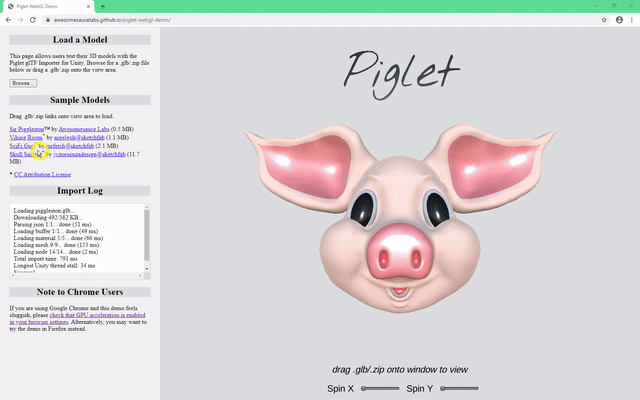 Piglet WebGL Demo
awesomesaucelabs.github.io/piglet-webgl-demo/
Load a Model
This page allows users test their 3D models with the
Piglet glTF Importer for Unity. Browse for a .glb/.zip file
below or drag a .glb/.zip onto the view area.
Browse...
Sample Models
Drag .glb/.zip links onto view area to load.
Sir Piggleston™ by Awesomesauce Labs (0.5 MB)
Viking Room* by nigelgoh@sketchfab (1.1 MB)
SciFi @sketchfab (2.1 MB)
Skull by jcitorsouzadesign@sketchfab (11.7
MB)
* CC Attribution License
Import Log
Loading piggleston.glb...
Downloading 492/382 KB...
Parsing json 1/1... done (51 ms)
Loading buffer 1/1... done (49 ms)
Loading material 5/5... done (66 ms)
Loading mesh 9/9... done (153 ms)
Loading node 14/14... done (2 ms)
Total import time: 791 ms
Longest Unity thread stall: 34 ms
Note to Chrome Users
If you are using Google Chrome and this demo feels
sluggish, please check that GPU acceleration is enabled
in your browser settings. Alternatively, you may want to
try the demo in Firefox instead.
Piglet
drag .glb/.zip onto window to view
Spin X Spin Y